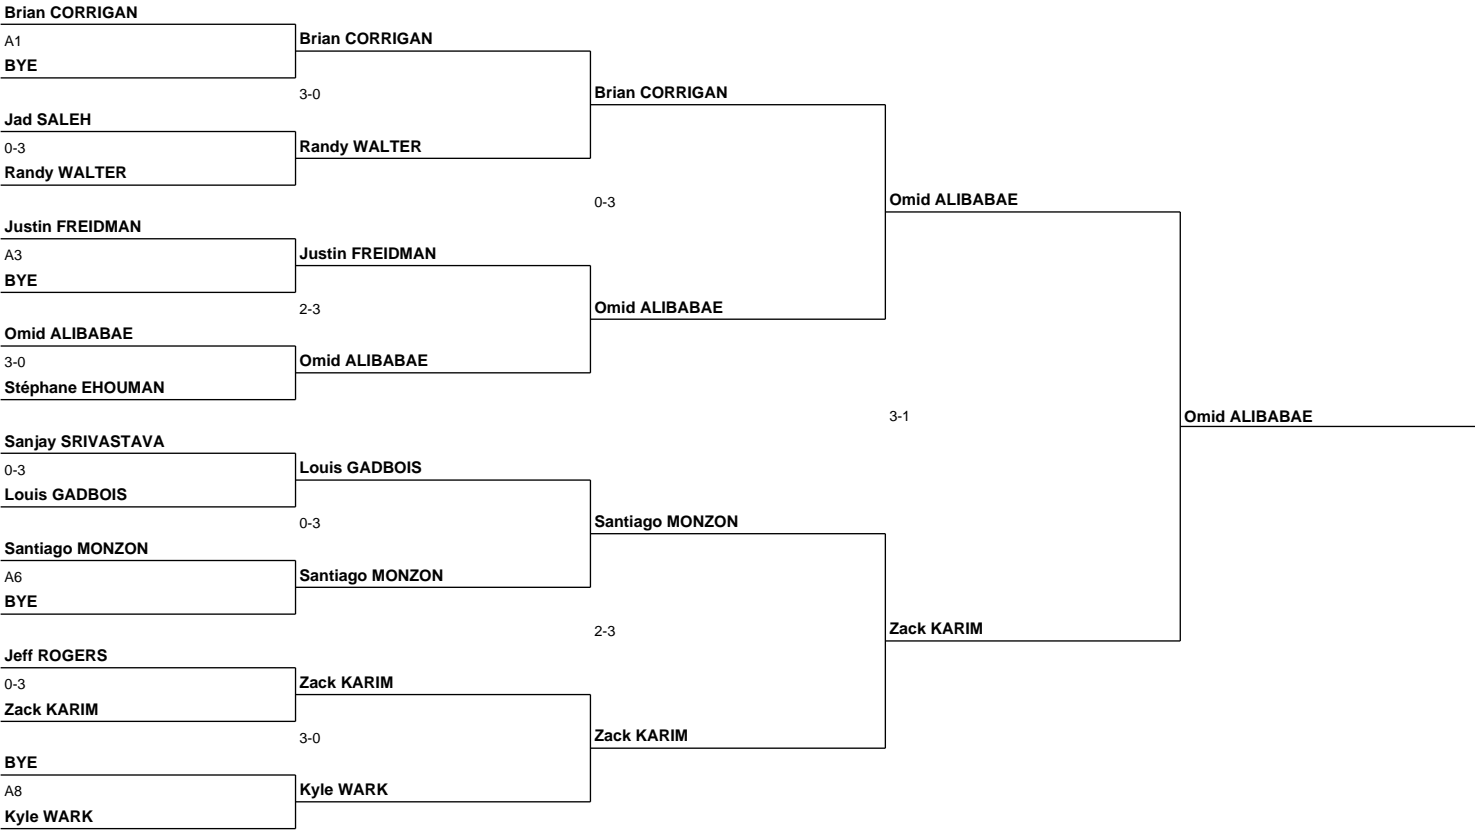 Brian CORRIGAN
A1
BYE
Jad SALEH
0-3
Randy WALTER
Justin FREIDMAN
A3
BYE
Omid ALIBABAE
3-0
Stéphane EHOUMAN
Sanjay SRIVASTAVA
0-3
Louis GADBOIS
Santiago MONZON
A6
BYE
Jeff ROGERS
0-3
Zack KARIM
BYE
A8
Kyle WARK
Brian CORRIGAN
3-0
Randy WALTER
Justin FREIDMAN
2-3
Omid ALIBABAE
Louis GADBOIS
0-3
Santiago MONZON
Zack KARIM
3-0
Kyle WARK
Brian CORRIGAN
0-3
Omid ALIBABAE
Santiago MONZON
2-3
Zack KARIM
Omid ALIBABAE
3-1
Zack KARIM
Omid ALIBABAE